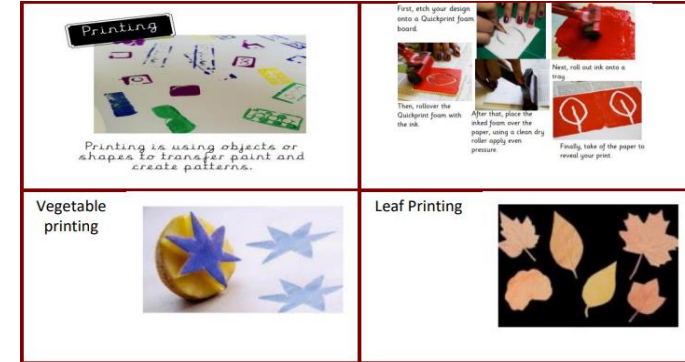 Printing
Printing is using objects or
shapes to transfer paint and
create patterns.
First, etch your design
onto a Quickprint foam
board.
Next, roll out ink onto a
tray.
Then, rollover the
Quickprint foam with
the ink.
After that, place the
inked foam over the
paper, using a clean dry
roller apply even
pressure.
Finally, take of the paper to
reveal your print.
Vegetable
printing
Leaf Printing